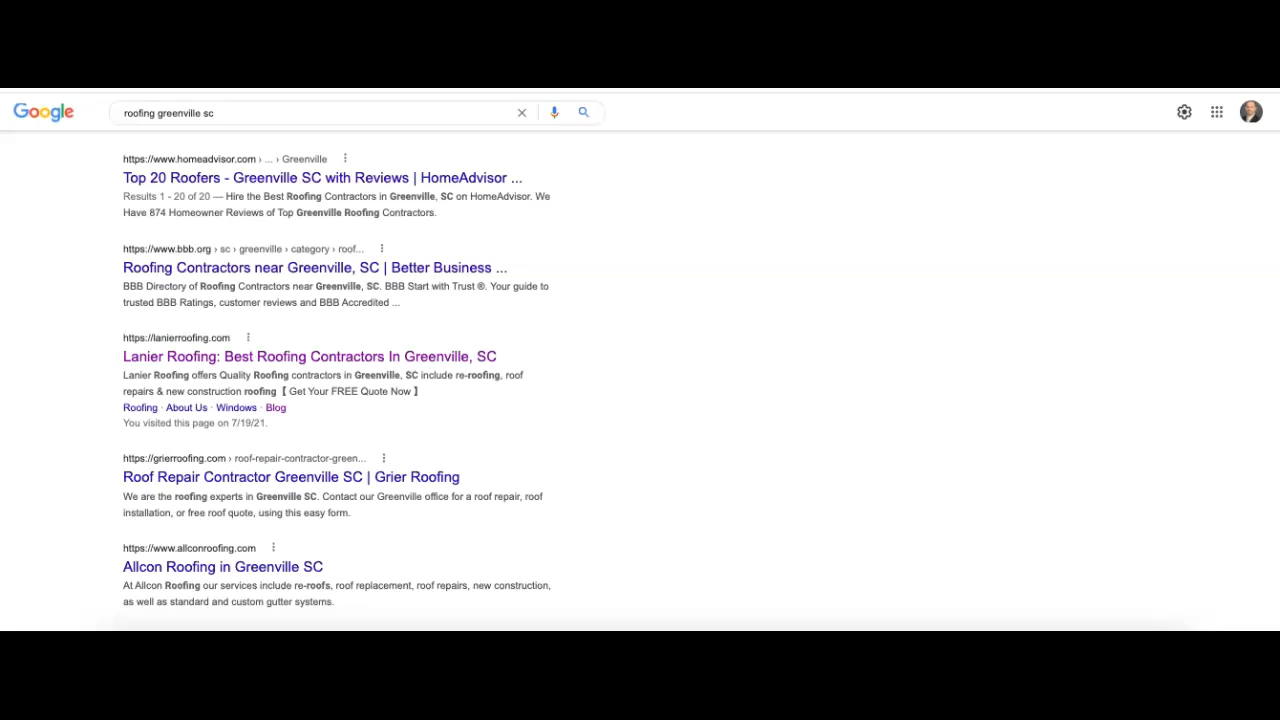 Google
roofing greenville sc
https://www.homeadvisor.com › ... › Greenville
Top 20 Roofers - Greenville SC with Reviews | HomeAdvisor ...
Results 1 - 20 of 20 — Hire the Best Roofing Contractors in Greenville, SC on HomeAdvisor. We
Have 874 Homeowner Reviews of Top Greenville Roofing Contractors.
https://www.bbb.org › sc › greenville › category › roof...
Roofing Contractors near Greenville, SC | Better Business ...
BBB Directory of Roofing Contractors near Greenville, SC. BBB Start with Trust ®. Your guide to
trusted BBB Ratings, customer reviews and BBB Accredited ...
https://lanierroofing.com
Lanier Roofing: Best Roofing Contractors In Greenville, SC
Lanier Roofing offers Quality Roofing contractors in Greenville, SC include re-roofing, roof
repairs & new construction roofing【 Get Your FREE Quote Now 】
Roofing · About Us · Windows · Blog
You visited this page on 7/19/21.
https://grierroofing.com › roof-repair-contractor-green...
Roof Repair Contractor Greenville SC | Grier Roofing
We are the roofing experts in Greenville SC. Contact our Greenville office for a roof repair, roof
installation, or free roof quote, using this easy form.
https://www.allconroofing.com
Allcon Roofing in Greenville SC
At Allcon Roofing our services include re-roofs, roof replacement, roof repairs, new construction,
as well as standard and custom gutter systems.